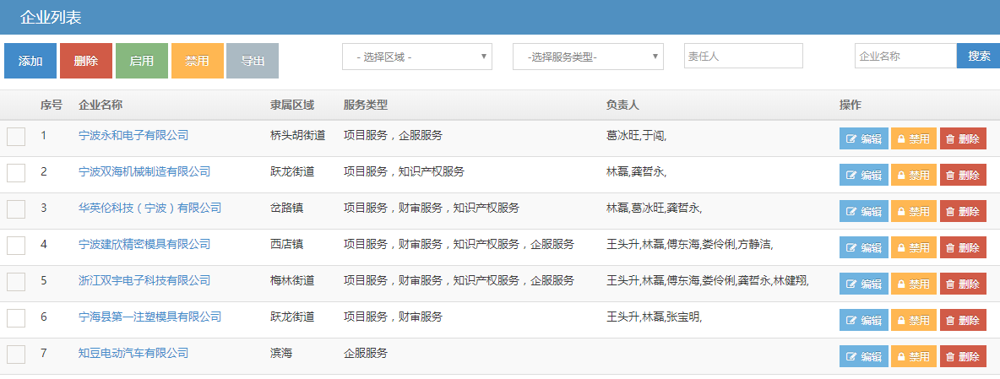 企业列表
添加 删除 启用 禁用 导出 - 选择区域 - -选择服务类型- 责任人 企业名称 搜索
序号 企业名称 隶属区域 服务类型 负责人 操作
1 宁波永和电子有限公司 桥头胡街道 项目服务，企服服务 葛冰旺,于闯, 编辑 禁用 删除
2 宁波双海机械制造有限公司 跃龙街道 项目服务，知识产权服务 林磊,龚哲永, 编辑 禁用 删除
3 华英伦科技（宁波）有限公司 岔路镇 项目服务，财审服务，知识产权服务 林磊,葛冰旺,龚哲永, 编辑 禁用 删除
4 宁波建欣精密模具有限公司 西店镇 项目服务，财审服务，知识产权服务，企服服务 王头升,林磊,傅东海,娄伶俐,方静洁, 编辑 禁用 删除
5 浙江双宇电子科技有限公司 梅林街道 项目服务，财审服务，知识产权服务，企服服务 王头升,林磊,傅东海,娄伶俐,龚哲永,林健翔, 编辑 禁用 删除
6 宁海县第一注塑模具有限公司 跃龙街道 项目服务，财审服务 王头升,林磊,张宝明, 编辑 禁用 删除
7 知豆电动汽车有限公司 滨海 企服服务 编辑 禁用 删除